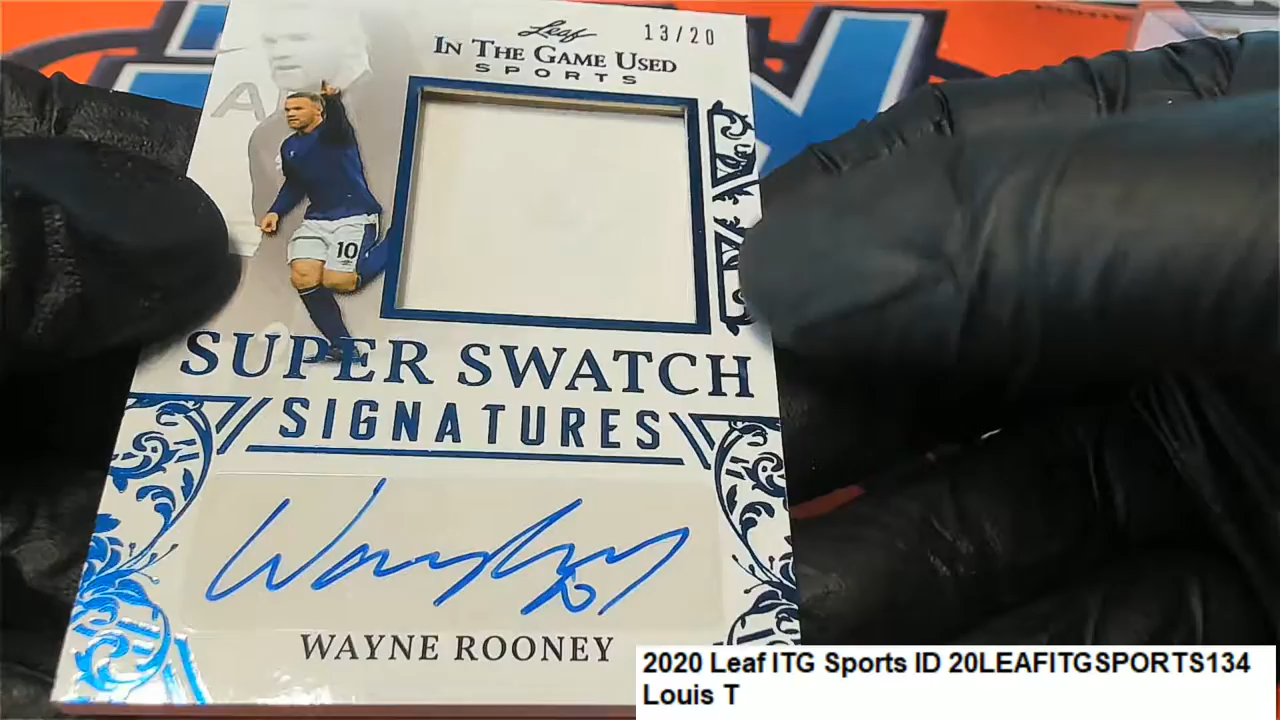 Leaf
13/20
IN THE GAME USED
SPORTS
10
SUPER SWATCH
SIGNATURES
WAYNE ROONEY
2020 Leaf ITG Sports ID 20LEAFITGSPORTS134
Louis T